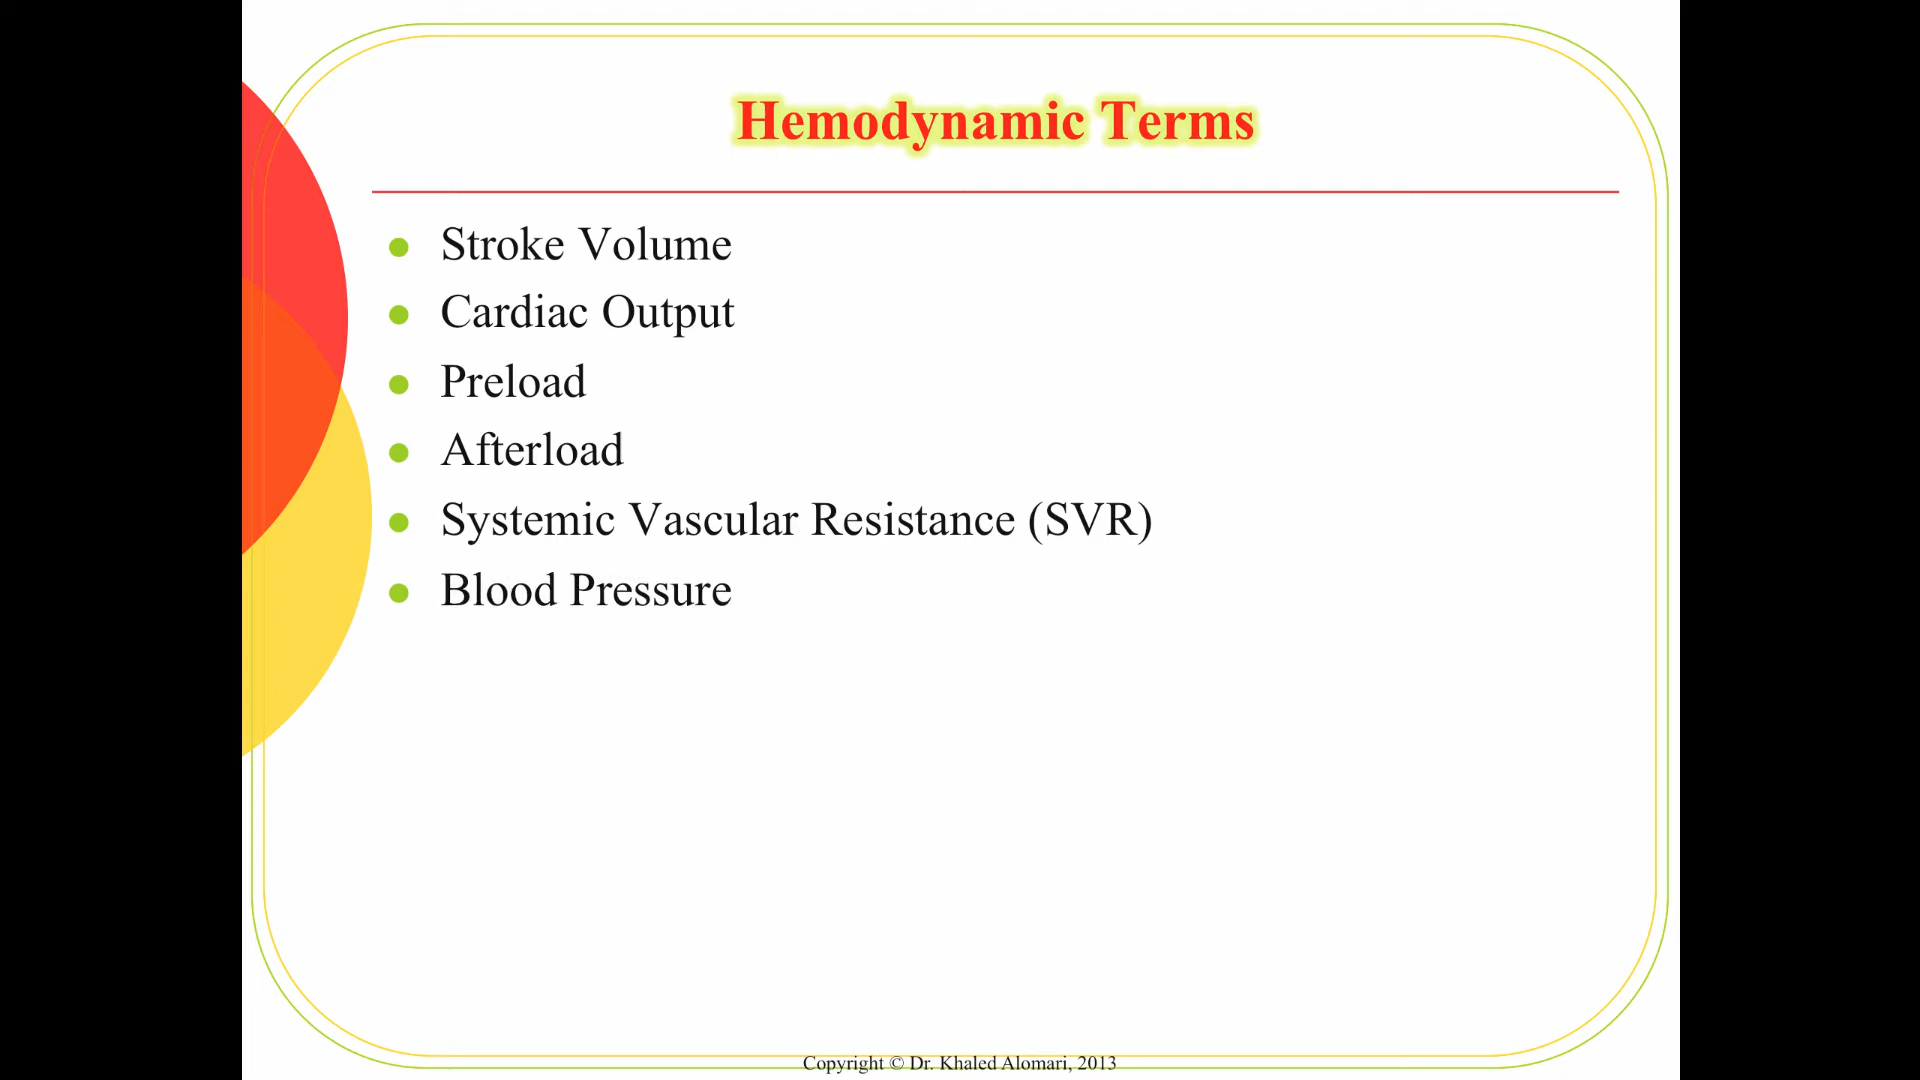 Hemodynamic Terms
Stroke Volume
Cardiac Output
Preload
Afterload
Systemic Vascular Resistance (SVR)
Blood Pressure
Copyright © Dr. Khaled Alomari, 2013